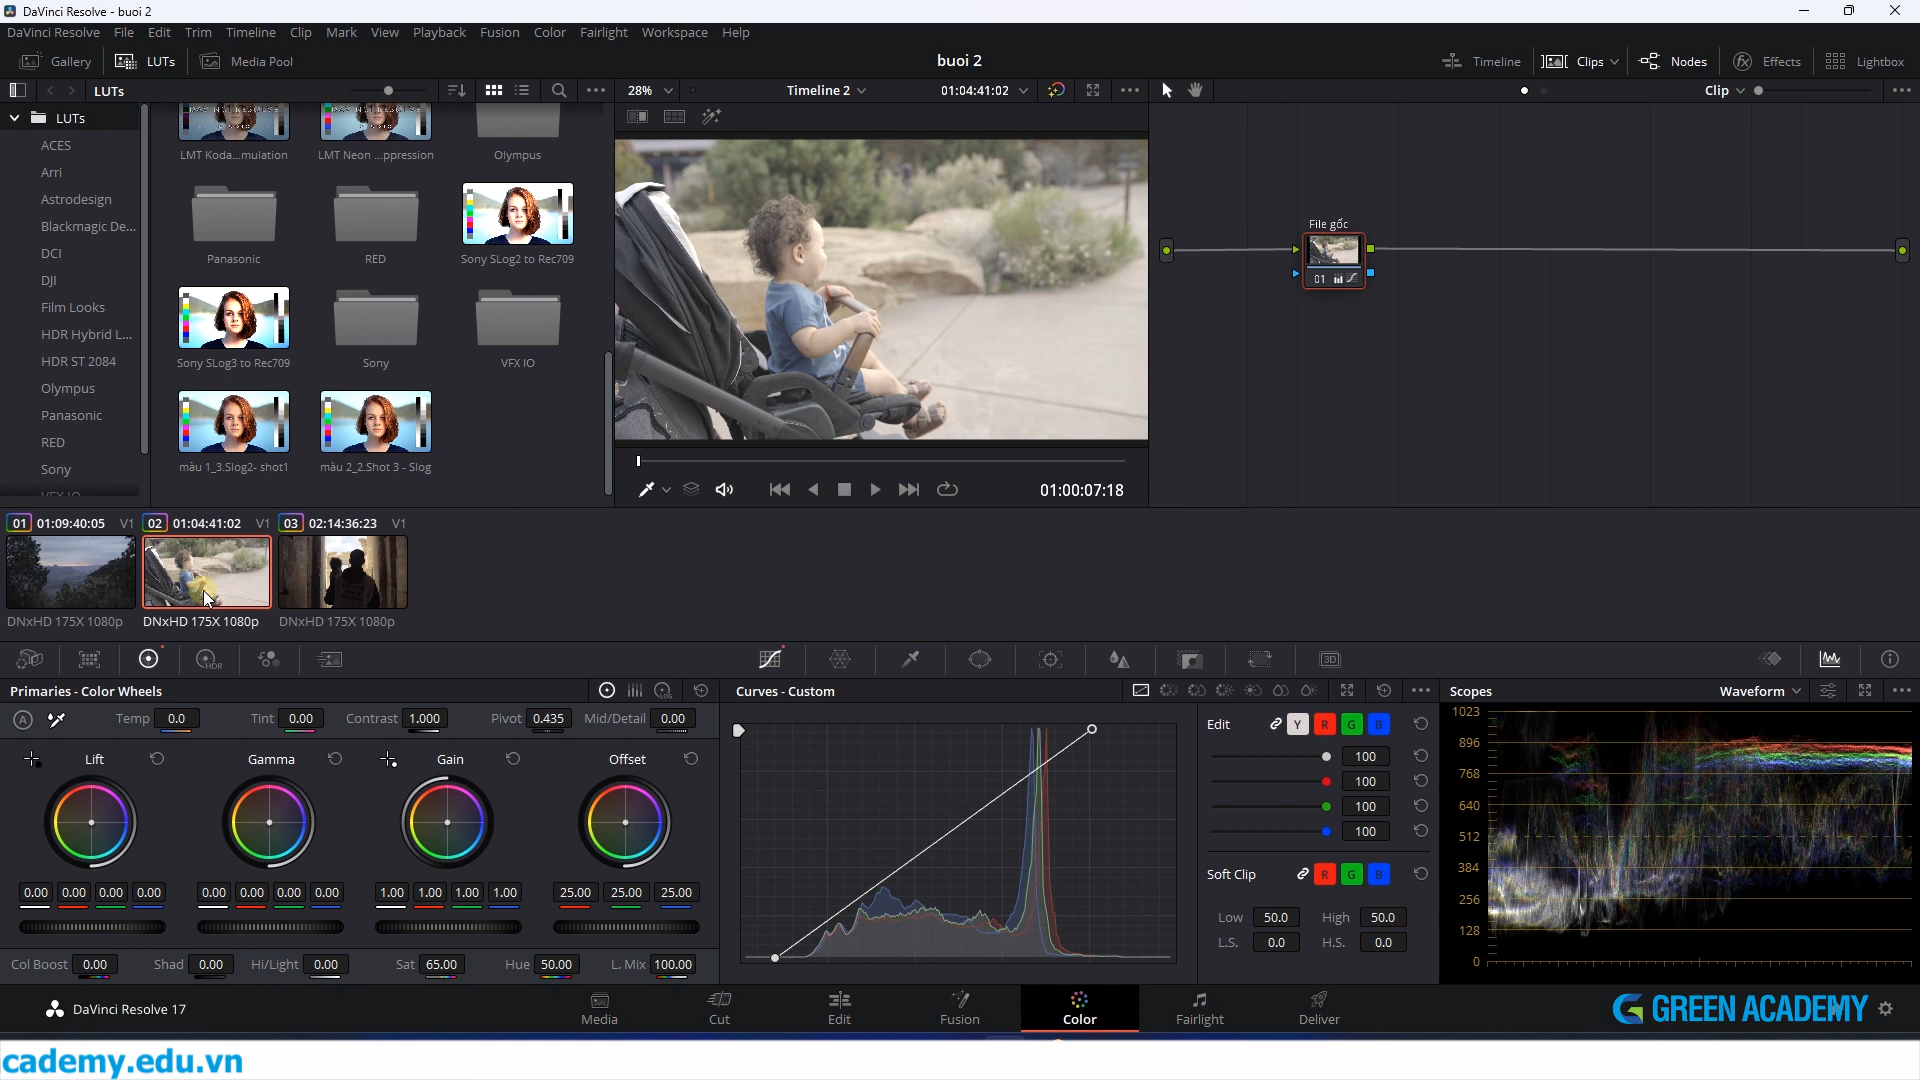 DaVinci Resolve - buoi 2
DaVinci Resolve File Edit Trim Timeline Clip Mark View Playback Fusion Color Fairlight Workspace Help
Gallery LUTs Media Pool buoi 2 Timeline Clips Nodes Effects Lightbox
LUTs 28% Timeline 2 01:04:41:02 Clip
LUTs
ACES
Arri
Astrodesign
Blackmagic De...
DCI
DJI
Film Looks
HDR Hybrid L...
HDR ST 2084
Olympus
Panasonic
RED
Sony
LMT Koda...mulation LMT Neon ...ppression Olympus
Panasonic RED Sony SLog2 to Rec709
Sony SLog3 to Rec709 Sony VFX IO
màu 1_3.Slog2- shot1 màu 2_2.Shot 3 - Slog
01:00:07:18
File gốc
01
01 01:09:40:05 V1 02 01:04:41:02 V1 03 02:14:36:23 V1
DNxHD 175X 1080p DNxHD 175X 1080p DNxHD 175X 1080p
HDR 3D
Primaries - Color Wheels LOG
A Temp 0.0 Tint 0.00 Contrast 1.000 Pivot 0.435 Mid/Detail 0.00
Lift Gamma Gain Offset
0.00 0.00 0.00 0.00 0.00 0.00 0.00 0.00 1.00 1.00 1.00 1.00 25.00 25.00 25.00
Col Boost 0.00 Shad 0.00 Hi/Light 0.00 Sat 65.00 Hue 50.00 L. Mix 100.00
Curves - Custom
Edit Y R G B
100
100
100
100
Soft Clip R G B
Low 50.0 High 50.0
L.S. 0.0 H.S. 0.0
Scopes Waveform
1023
896
768
640
512
384
256
128
0
DaVinci Resolve 17 Media Cut Edit Fusion Color Fairlight Deliver GREEN ACADEMY
cademy.edu.vn